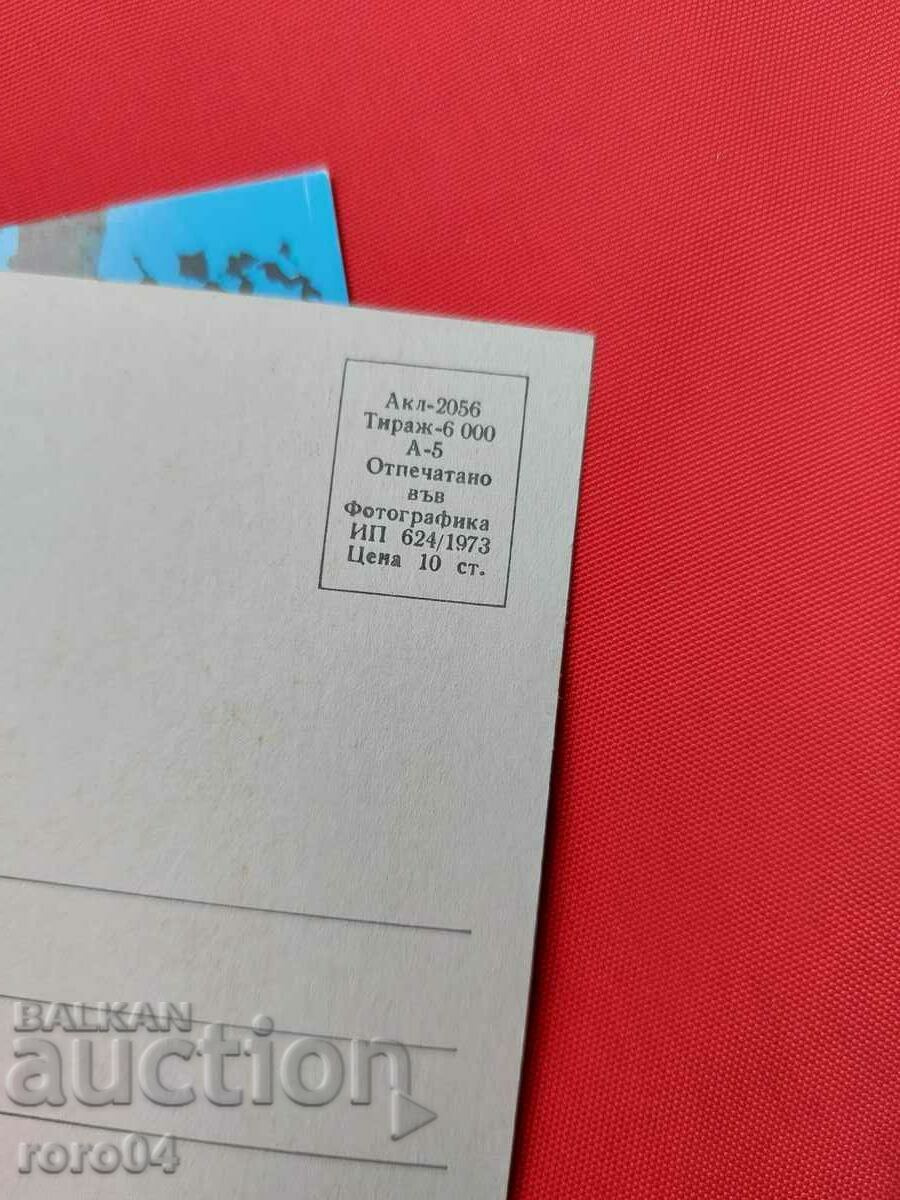 Акл-2056
Тираж-6 000
А-5
Отпечатано
във
Фотографика
ИП 624/1973
Цена 10 ст.
BALKAN
auction
roro04